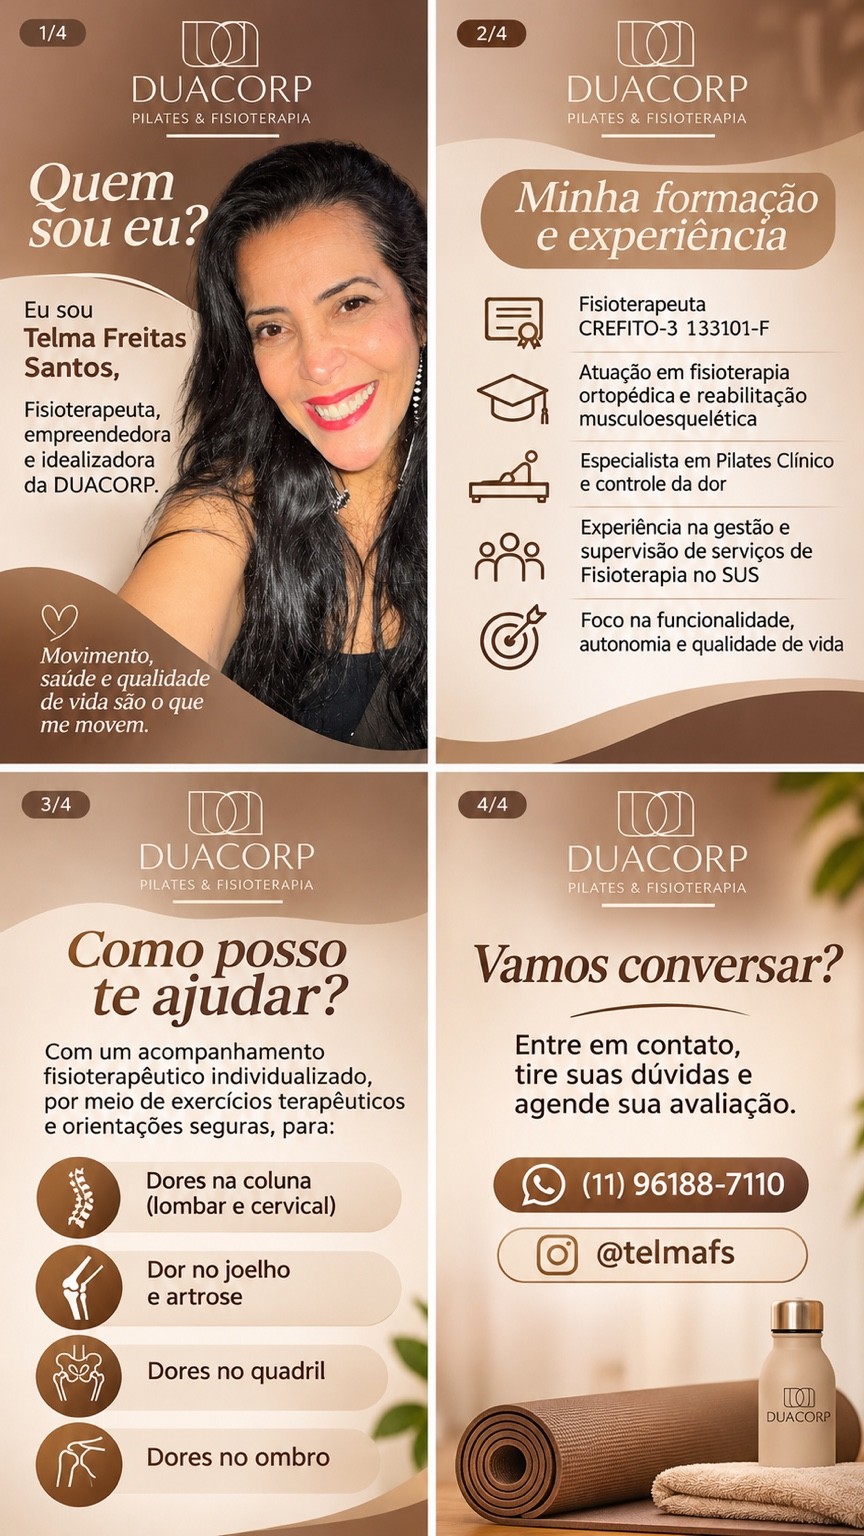 1/4
DUACORP
PILATES & FISIOTERAPIA
Quem
sou eu?
Eu sou
Telma Freitas
Santos,
Fisioterapeuta,
empreendedora
e idealizadora
da DUACORP.
Movimento,
saúde e qualidade
de vida são o que
me movem.
2/4
DUACORP
PILATES & FISIOTERAPIA
Minha formação
e experiência
Fisioterapeuta
CREFITO-3 133101-F
Atuação em fisioterapia
ortopédica e reabilitação
musculoesquelética
Especialista em Pilates Clínico
e controle da dor
Experiência na gestão e
supervisão de serviços de
Fisioterapia no SUS
Foco na funcionalidade,
autonomia e qualidade de vida
3/4
DUACORP
PILATES & FISIOTERAPIA
Como posso
te ajudar?
Com um acompanhamento
fisioterapêutico individualizado,
por meio de exercícios terapêuticos
e orientações seguras, para:
Dores na coluna
(lombar e cervical)
Dor no joelho
e artrose
Dores no quadril
Dores no ombro
4/4
DUACORP
PILATES & FISIOTERAPIA
Vamos conversar?
Entre em contato,
tire suas dúvidas e
agende sua avaliação.
(11) 96188-7110
@telmafs
DUACORP